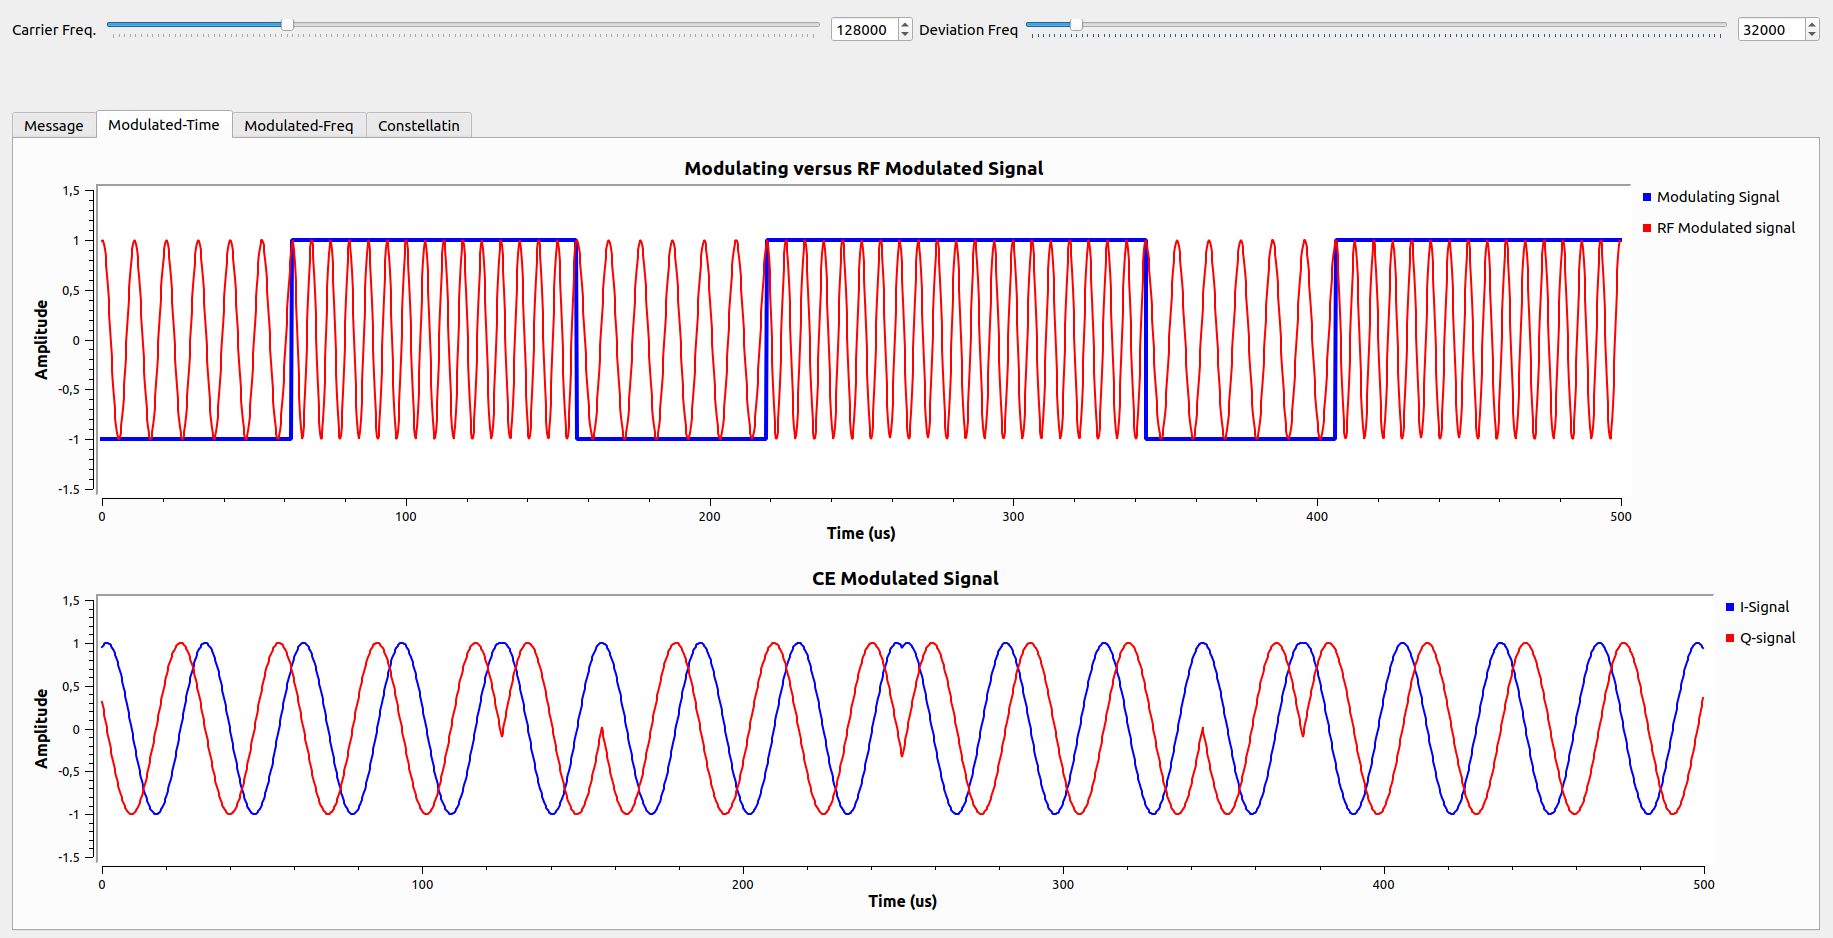 Carrier Freq. 128000 Deviation Freq 32000
Message Modulated-Time Modulated-Freq Constellatin
Modulating versus RF Modulated Signal
1,5
1
0,5
0
-0,5
-1
-1.5
Amplitude
0 100 200 300 400 500
Time (us)
Modulating Signal
RF Modulated signal
CE Modulated Signal
1,5
1
0,5
0
-0,5
-1
-1.5
Amplitude
0 100 200 300 400 500
Time (us)
I-Signal
Q-signal